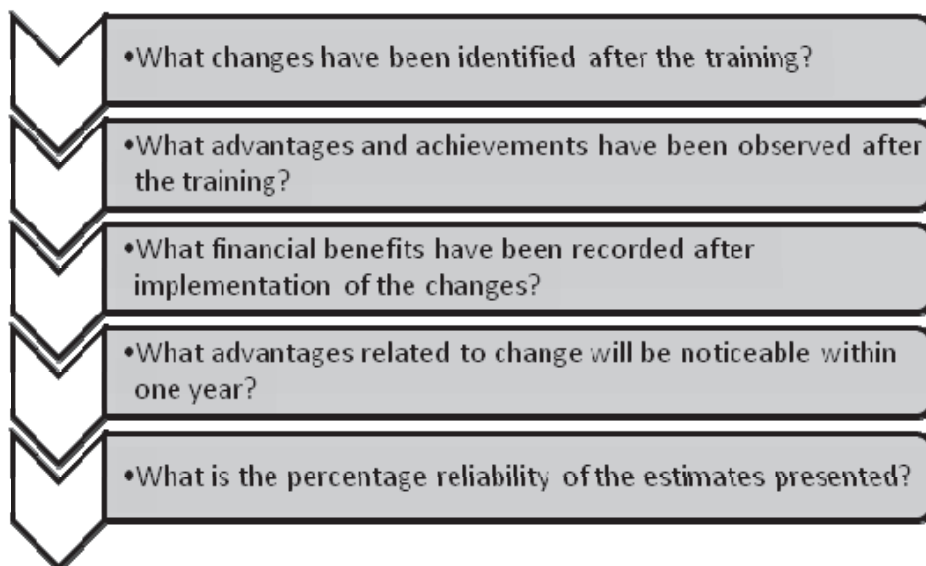 •What changes have been identified after the training?
•What advantages and achievements have been observed after
the training?
•What financial benefits have been recorded after
implementation of the changes?
•What advantages related to change will be noticeable within
one year?
•What is the percentage reliability of the estimates presented?